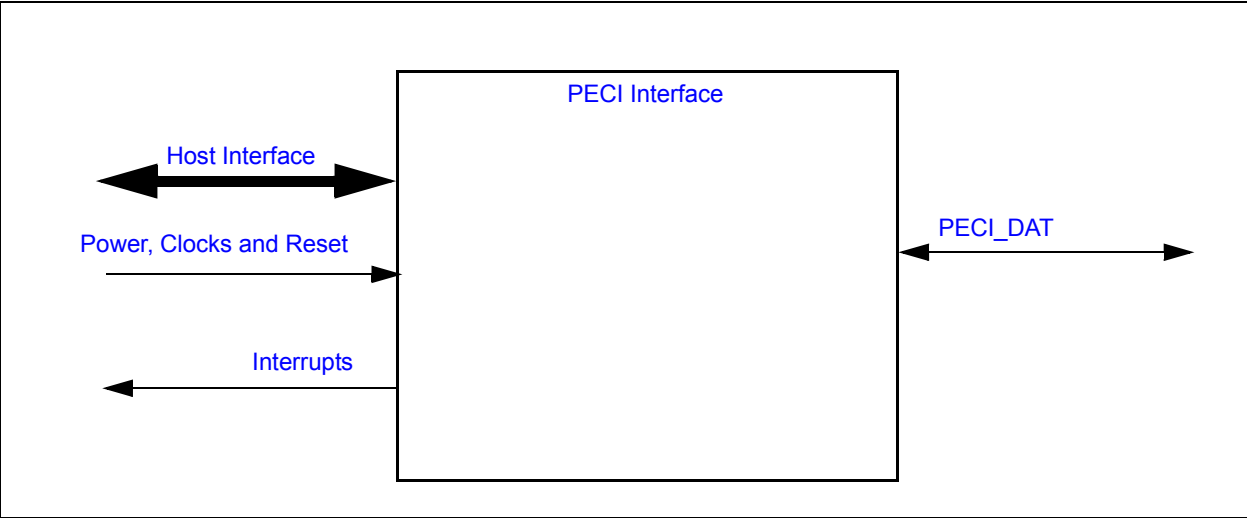 PECI Interface
Host Interface
Power, Clocks and Reset
PECI_DAT
Interrupts